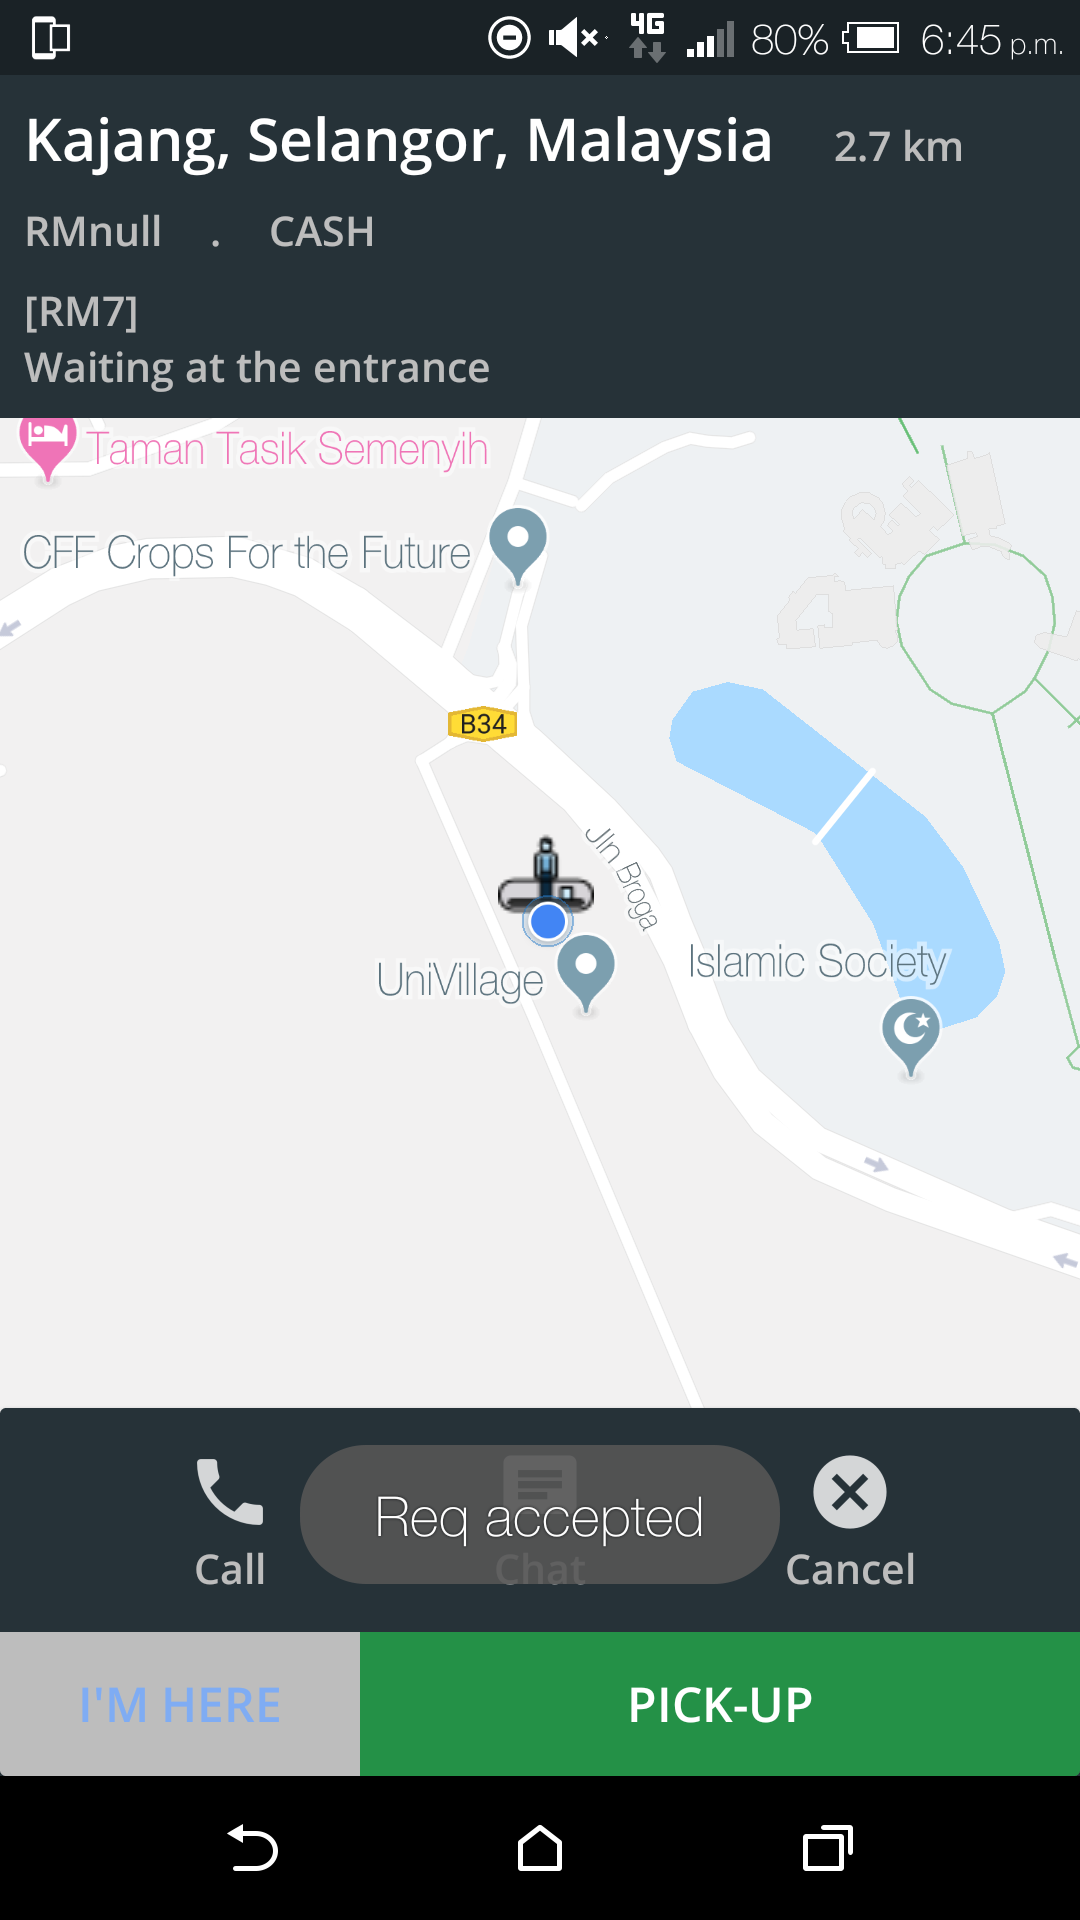 4G 80% 6:45 p.m.
Kajang, Selangor, Malaysia 2.7 km
RMnull . CASH
[RM7]
Waiting at the entrance
Taman Tasik Semenyih
CFF Crops For the Future
B34
Jln Broga
Islamic Society
UniVillage
Req accepted
Call Chat Cancel
I'M HERE PICK-UP